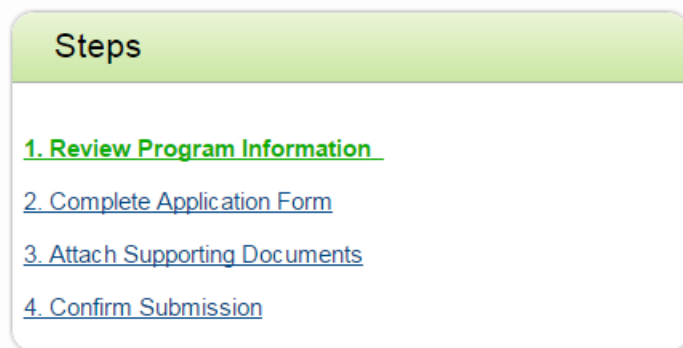 Steps
1. Review Program Information
2. Complete Application Form
3. Attach Supporting Documents
4. Confirm Submission